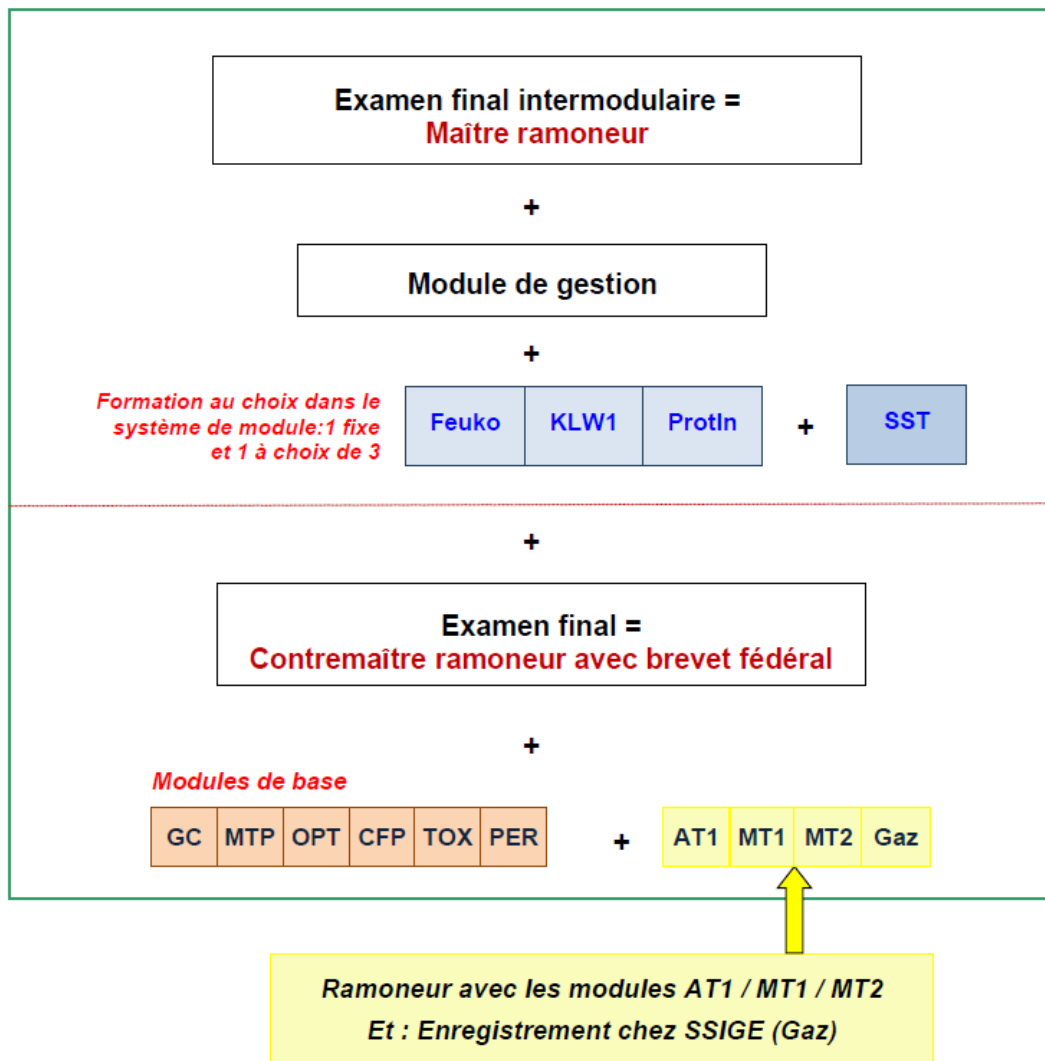 Examen final intermodulaire =
Maître ramoneur
+
Module de gestion
+
Formation au choix dans le
système de module:1 fixe
et 1 à choix de 3
Feuko KLW1 ProtIn + SST
+
Examen final =
Contremaître ramoneur avec brevet fédéral
+
Modules de base
GC MTP OPT CFP TOX PER + AT1 MT1 MT2 Gaz
Ramoneur avec les modules AT1 / MT1 / MT2
Et : Enregistrement chez SSIGE (Gaz)